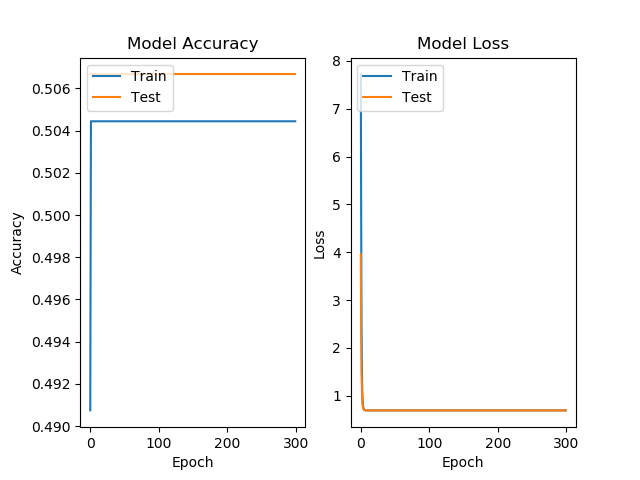 Model Accuracy
Train
Test
0.506
0.504
0.502
0.500
0.498
0.496
0.494
0.492
0.490
Accuracy
0
100
200
300
Epoch
Model Loss
Train
Test
8
7
6
5
4
3
2
1
Loss
0
100
200
300
Epoch